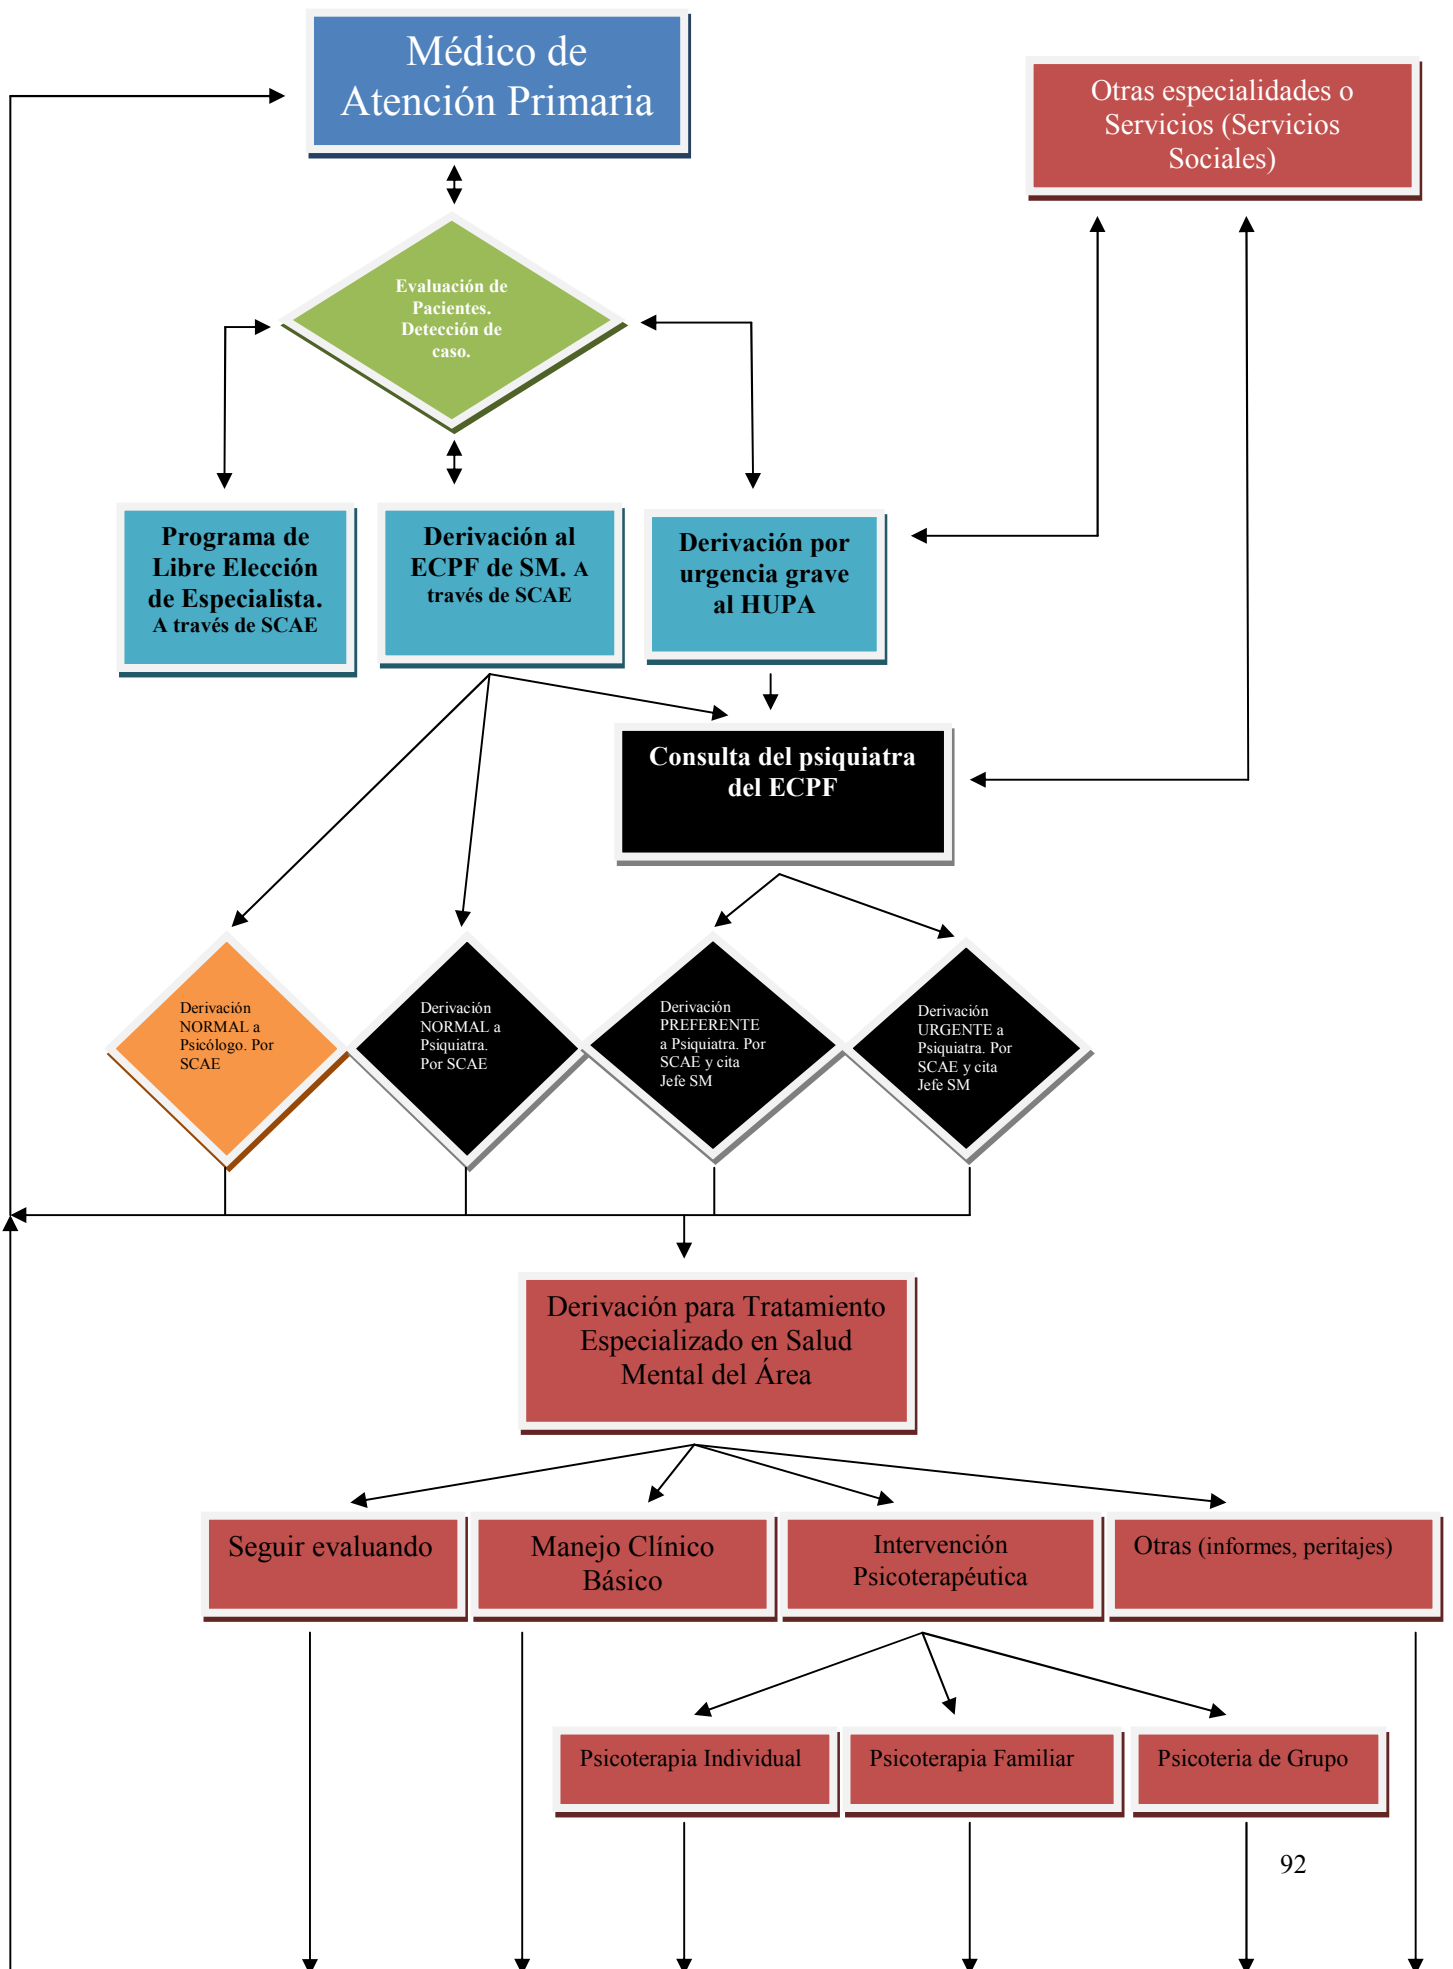 Médico de
Atención Primaria
Otras especialidades o
Servicios (Servicios
Sociales)
Evaluación de
Pacientes.
Detección de
caso.
Programa de
Libre Elección
de Especialista.
A través de SCAE
Derivación al
ECPF de SM. A
través de SCAE
Derivación por
urgencia grave
al HUPA
Consulta del psiquiatra
del ECPF
Derivación
NORMAL a
Psicólogo. Por
SCAE
Derivación
NORMAL a
Psiquiatra.
Por SCAE
Derivación
PREFERENTE
a Psiquiatra. Por
SCAE y cita
Jefe SM
Derivación
URGENTE a
Psiquiatra. Por
SCAE y cita
Jefe SM
Derivación para Tratamiento
Especializado en Salud
Mental del Área
Seguir evaluando
Manejo Clínico
Básico
Intervención
Psicoterapéutica
Otras (informes, peritajes)
Psicoterapia Individual
Psicoterapia Familiar
Psicoteria de Grupo
92